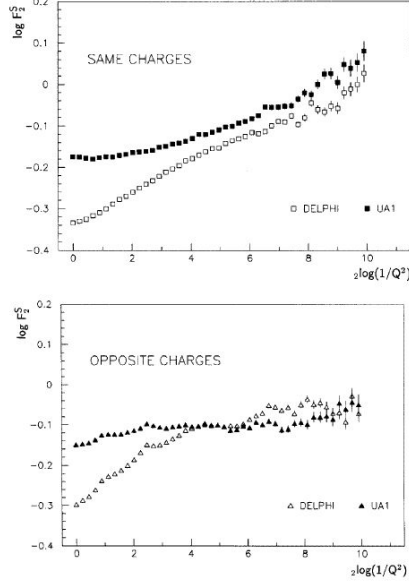 log F₂ˢ
0.2
0.1
0
-0.1
-0.2
-0.3
-0.4
SAME CHARGES
□ DELPHI ■ UA1
0 2 4 6 8 10
₂log(1/Q²)
log F₂ˢ
0.2
0.1
0
-0.1
-0.2
-0.3
-0.4
OPPOSITE CHARGES
△ DELPHI ▲ UA1
0 2 4 6 8 10
₂log(1/Q²)